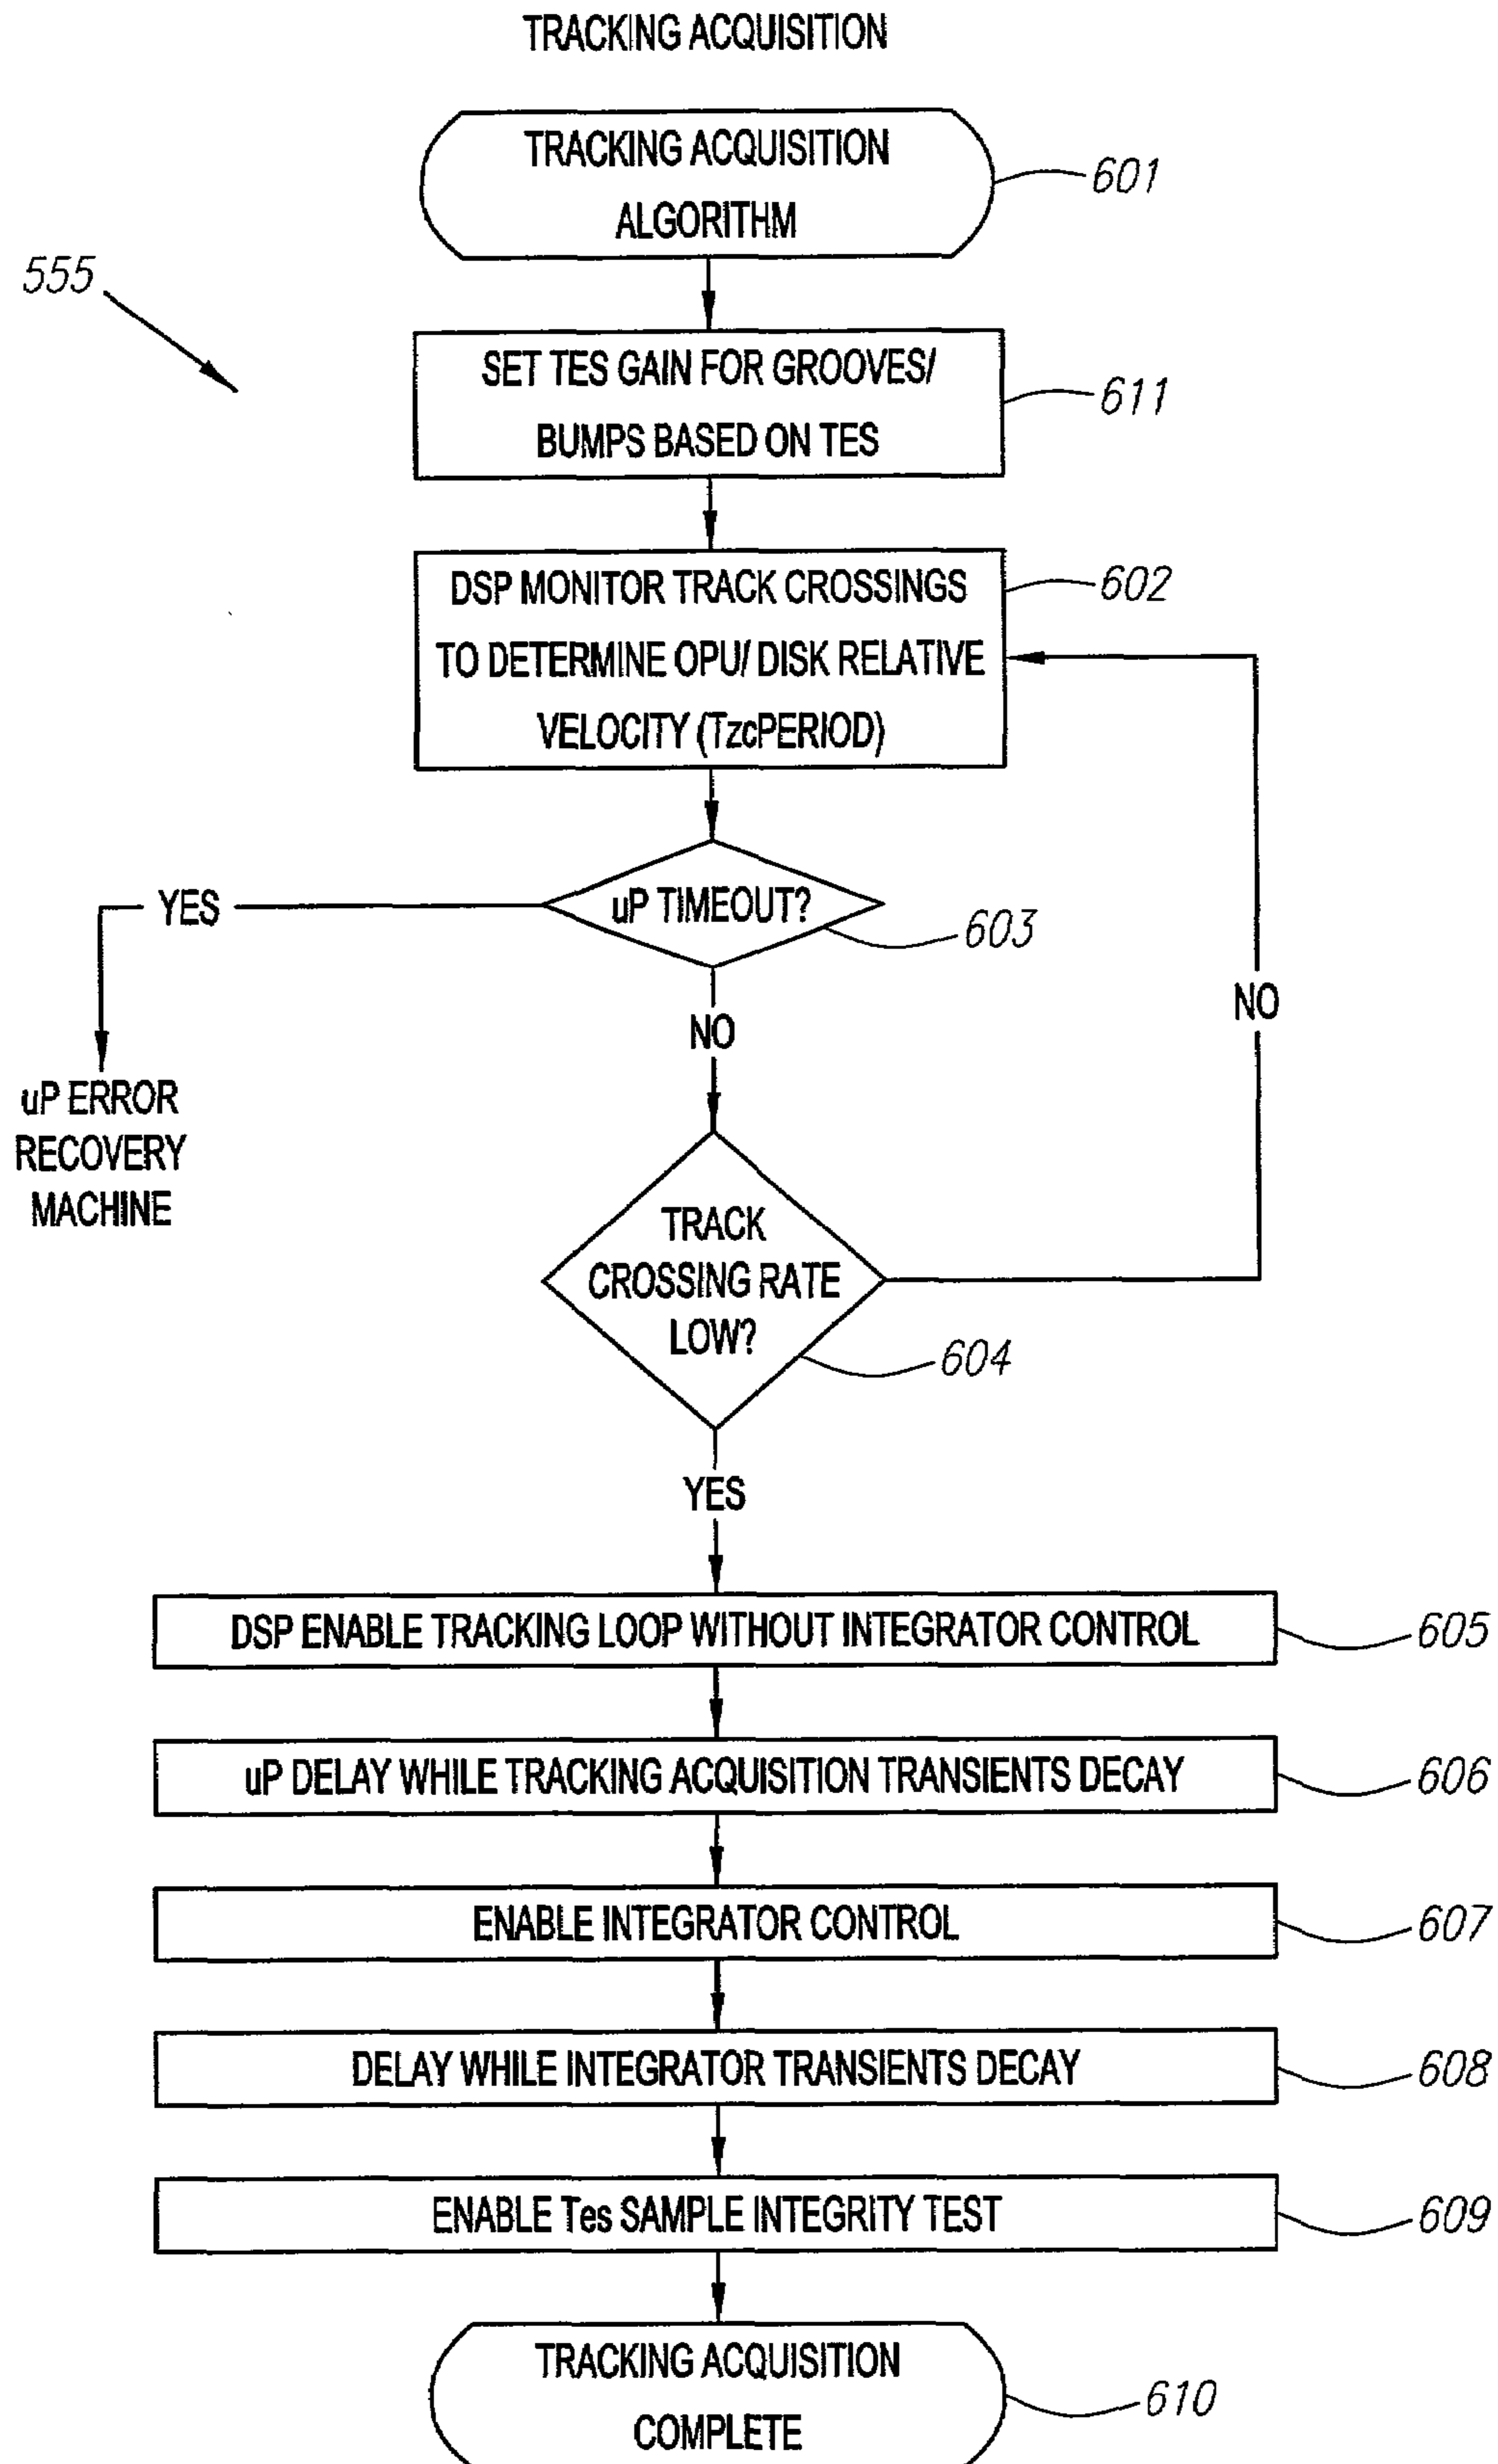 TRACKING ACQUISITION
TRACKING ACQUISITION
ALGORITHM
601
555
SET TES GAIN FOR GROOVES/
BUMPS BASED ON TES
611
DSP MONITOR TRACK CROSSINGS
TO DETERMINE OPU/ DISK RELATIVE
VELOCITY (TzcPERIOD)
602
uP TIMEOUT?
603
YES
NO
NO
uP ERROR
RECOVERY
MACHINE
TRACK
CROSSING RATE
LOW?
604
YES
DSP ENABLE TRACKING LOOP WITHOUT INTEGRATOR CONTROL
605
uP DELAY WHILE TRACKING ACQUISITION TRANSIENTS DECAY
606
ENABLE INTEGRATOR CONTROL
607
DELAY WHILE INTEGRATOR TRANSIENTS DECAY
608
ENABLE Tes SAMPLE INTEGRITY TEST
609
TRACKING ACQUISITION
COMPLETE
610